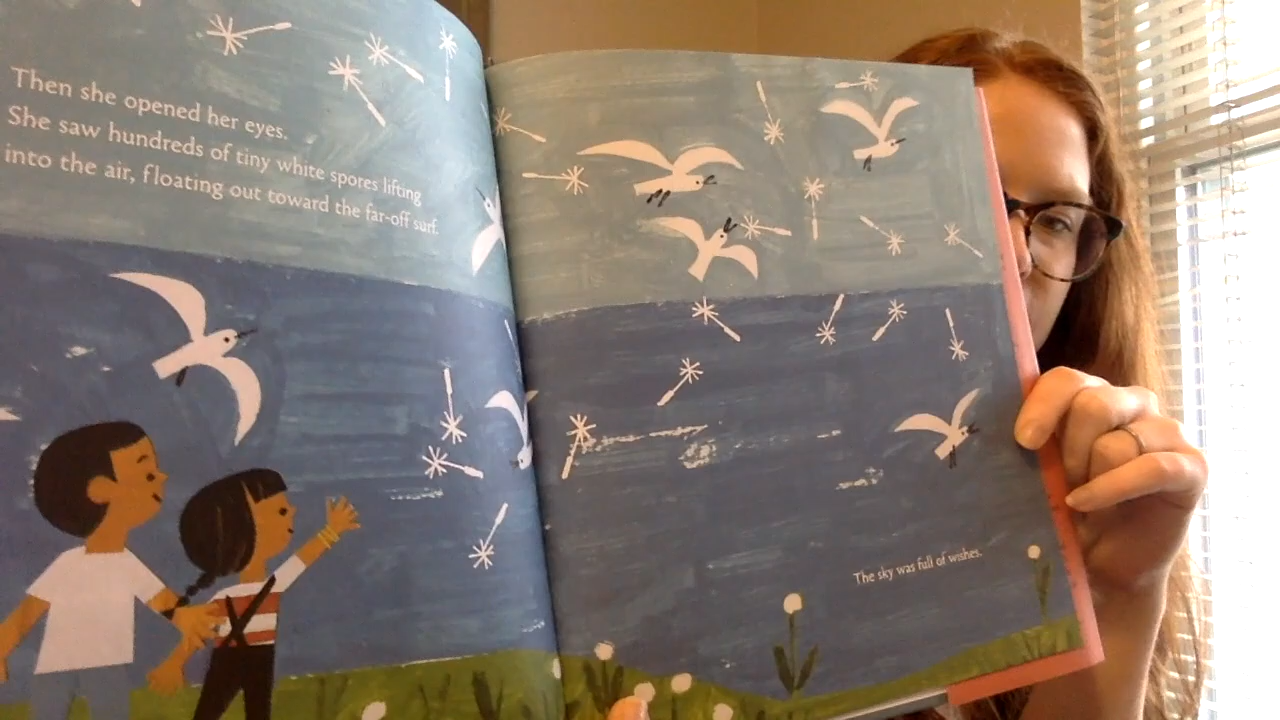 Then she opened her eyes.
She saw hundreds of tiny white spores lifting
into the air, floating out toward the far-off surf.
The sky was full of wishes.